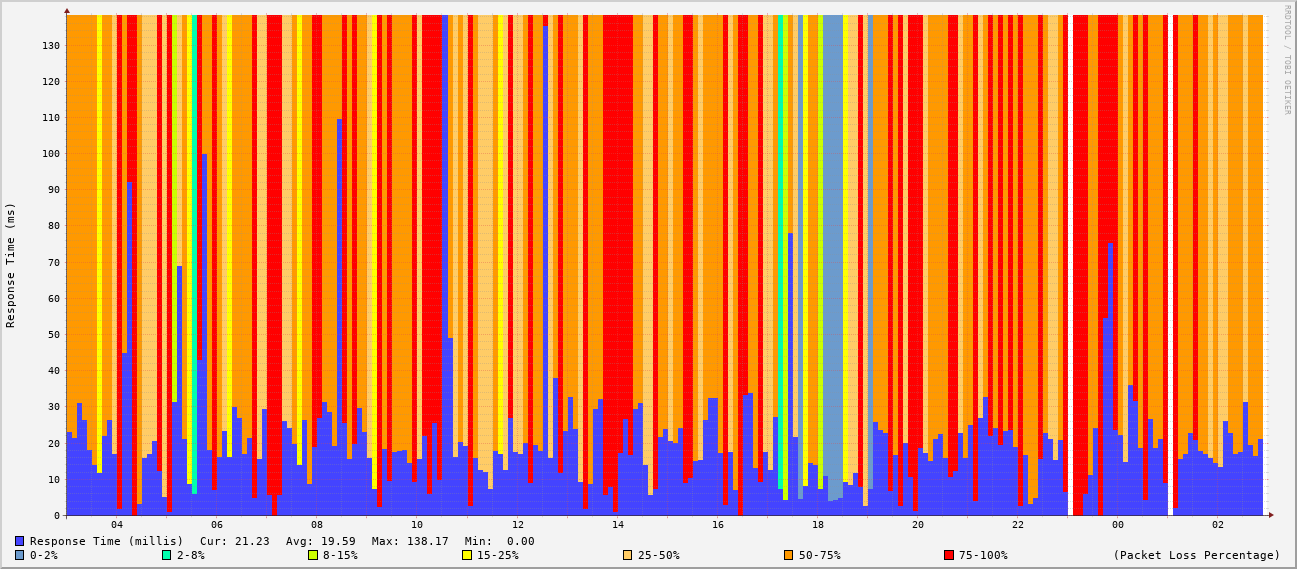 RRDTOOL / TOBI OETIKER
Response Time (ms)
130
120
110
100
90
80
70
60
50
40
30
20
10
0
04 06 08 10 12 14 16 18 20 22 00 02
Response Time (millis) Cur: 21.23 Avg: 19.59 Max: 138.17 Min: 0.00
0-2% 2-8% 8-15% 15-25% 25-50% 50-75% 75-100% (Packet Loss Percentage)